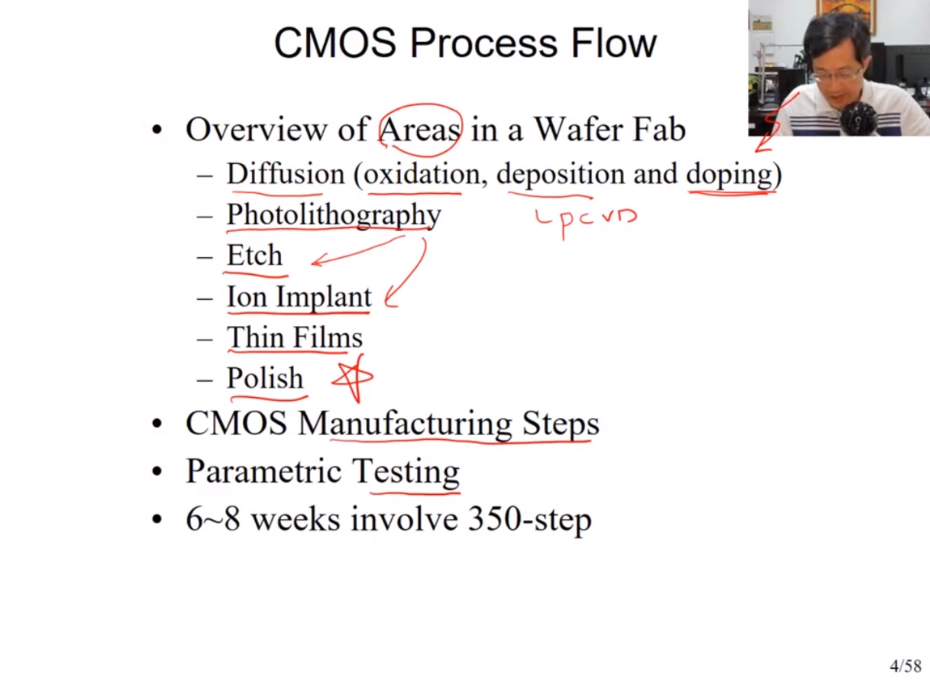 CMOS Process Flow
• Overview of Areas in a Wafer Fab
– Diffusion (oxidation, deposition and doping)
LPCVD
– Photolithography
– Etch
– Ion Implant
– Thin Films
– Polish
• CMOS Manufacturing Steps
• Parametric Testing
• 6~8 weeks involve 350-step
4/58